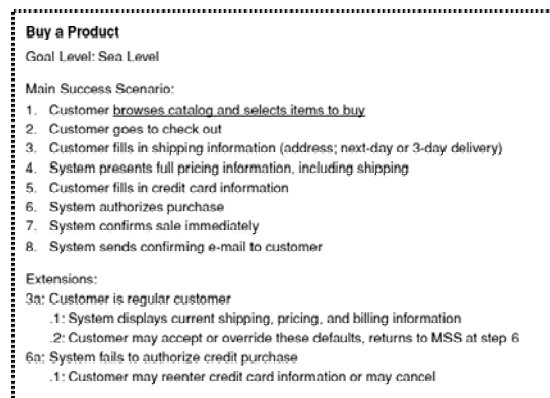 Buy a Product
Goal Level: Sea Level
Main Success Scenario:
1. Customer browses catalog and selects items to buy
2. Customer goes to check out
3. Customer fills in shipping information (address; next-day or 3-day delivery)
4. System presents full pricing information, including shipping
5. Customer fills in credit card information
6. System authorizes purchase
7. System confirms sale immediately
8. System sends confirming e-mail to customer
Extensions:
3a: Customer is regular customer
.1: System displays current shipping, pricing, and billing information
.2: Customer may accept or override these defaults, returns to MSS at step 6
6a: System fails to authorize credit purchase
.1: Customer may reenter credit card information or may cancel